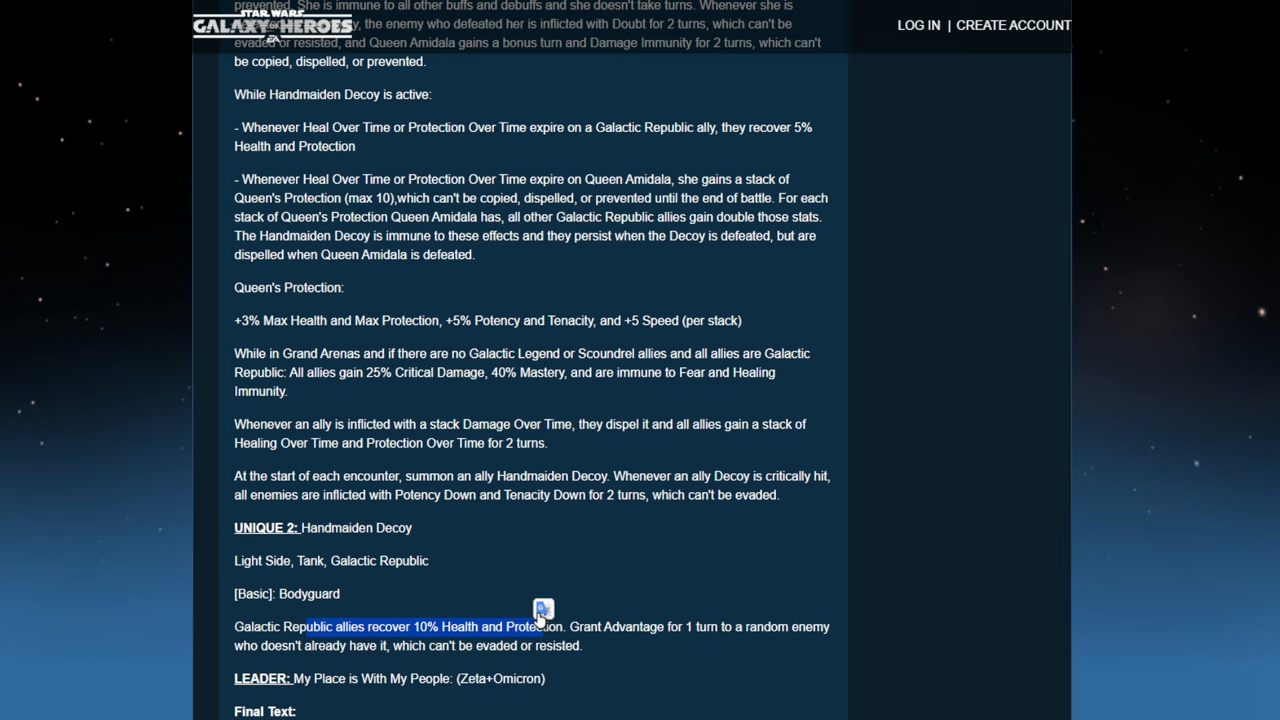 prevented. She is immune to all other buffs and debuffs and she doesn't take turns. Whenever she is
STAR WARS
GALAXY OF HEROES
EA
LOG IN | CREATE ACCOUNT
the enemy who defeated her is inflicted with Doubt for 2 turns, which can't be
evaded or resisted, and Queen Amidala gains a bonus turn and Damage Immunity for 2 turns, which can't
be copied, dispelled, or prevented.
While Handmaiden Decoy is active:
- Whenever Heal Over Time or Protection Over Time expire on a Galactic Republic ally, they recover 5%
Health and Protection
- Whenever Heal Over Time or Protection Over Time expire on Queen Amidala, she gains a stack of
Queen's Protection (max 10),which can't be copied, dispelled, or prevented until the end of battle. For each
stack of Queen's Protection Queen Amidala has, all other Galactic Republic allies gain double those stats.
The Handmaiden Decoy is immune to these effects and they persist when the Decoy is defeated, but are
dispelled when Queen Amidala is defeated.
Queen's Protection:
+3% Max Health and Max Protection, +5% Potency and Tenacity, and +5 Speed (per stack)
While in Grand Arenas and if there are no Galactic Legend or Scoundrel allies and all allies are Galactic
Republic: All allies gain 25% Critical Damage, 40% Mastery, and are immune to Fear and Healing
Immunity.
Whenever an ally is inflicted with a stack Damage Over Time, they dispel it and all allies gain a stack of
Healing Over Time and Protection Over Time for 2 turns.
At the start of each encounter, summon an ally Handmaiden Decoy. Whenever an ally Decoy is critically hit,
all enemies are inflicted with Potency Down and Tenacity Down for 2 turns, which can't be evaded.
UNIQUE 2: Handmaiden Decoy
Light Side, Tank, Galactic Republic
[Basic]: Bodyguard
Galactic Republic allies recover 10% Health and Protection. Grant Advantage for 1 turn to a random enemy
who doesn't already have it, which can't be evaded or resisted.
LEADER: My Place is With My People: (Zeta+Omicron)
Final Text: